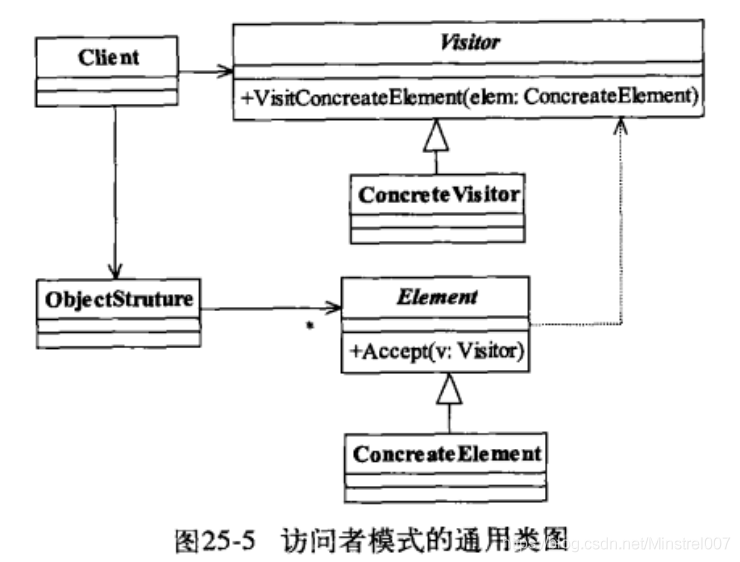 Client
Visitor
+VisitConcreateElement(elem: ConcreateElement)
ConcreteVisitor
ObjectStruture
Element
*
+Accept(v: Visitor)
ConcreateElement
图25-5 访问者模式的通用类图
https://blog.csdn.net/Minstrel007